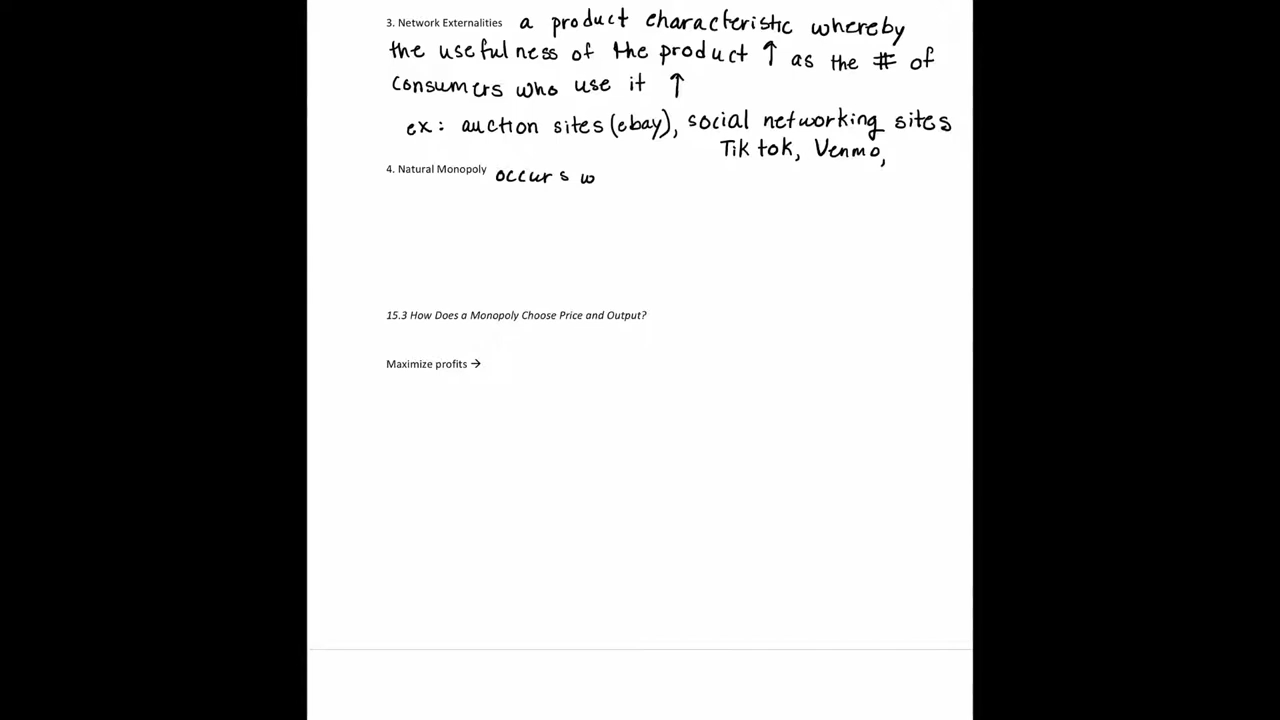 3. Network Externalities a product characteristic whereby
the usefulness of the product ↑ as the # of
consumers who use it ↑
ex: auction sites (ebay), social networking sites
Tik tok, Venmo,
4. Natural Monopoly occurs w
15.3 How Does a Monopoly Choose Price and Output?
Maximize profits →